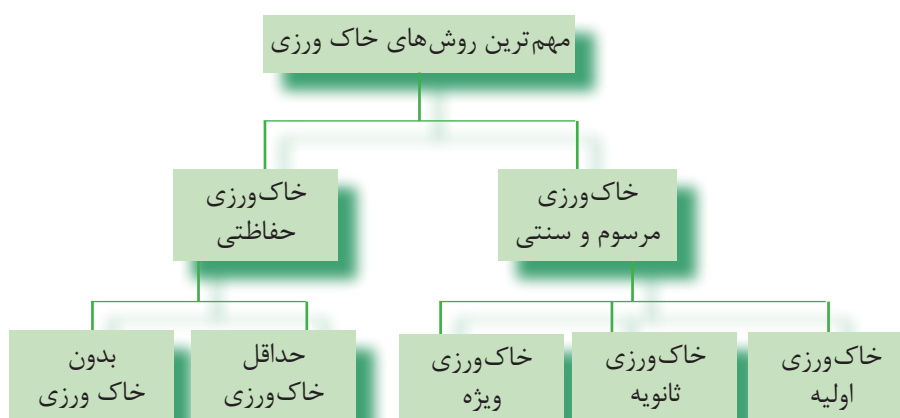 مهم‌ترین روش‌های خاک ورزی
خاک‌ورزی
مرسوم و سنتی
خاک‌ورزی
حفاظتی
خاک‌ورزی
اولیه
خاک‌ورزی
ثانویه
خاک‌ورزی
ویژه
حداقل
خاک‌ورزی
بدون
خاک ورزی